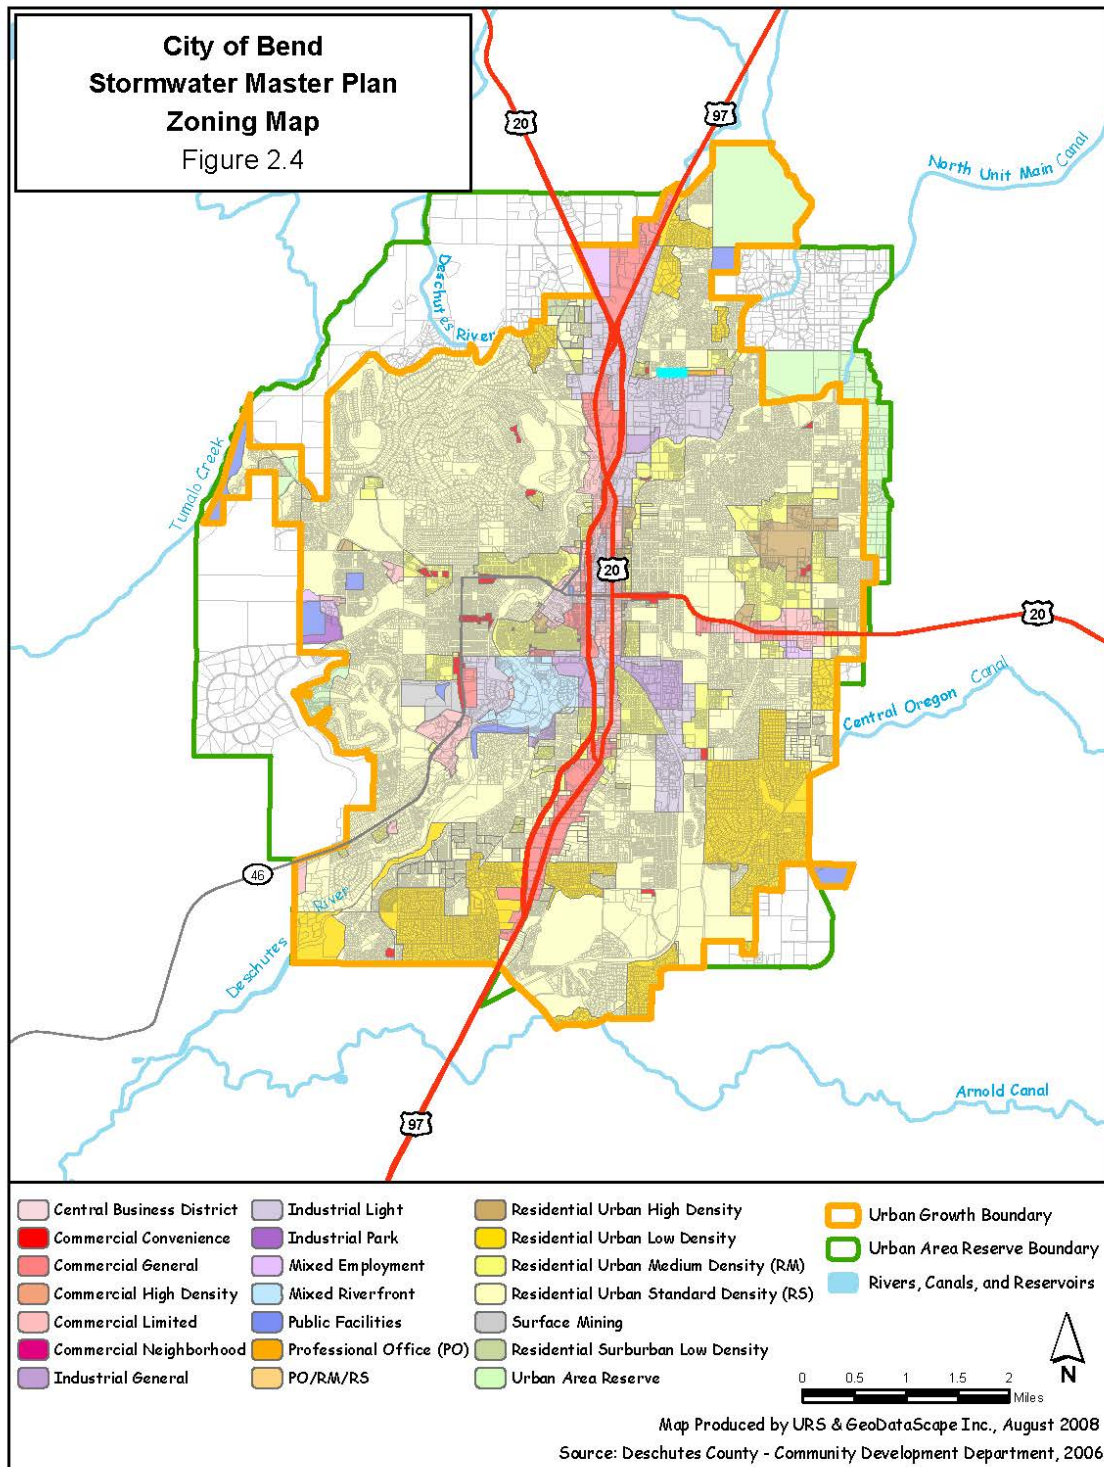 City of Bend
Stormwater Master Plan
Zoning Map
Figure 2.4
20
97
North Unit Main Canal
Deschutes River
Tumalo Creek
20
20
Central Oregon Canal
46
Deschutes River
97
Arnold Canal
Central Business District
Commercial Convenience
Commercial General
Commercial High Density
Commercial Limited
Commercial Neighborhood
Industrial General
Industrial Light
Industrial Park
Mixed Employment
Mixed Riverfront
Public Facilities
Professional Office (PO)
PO/RM/RS
Residential Urban High Density
Residential Urban Low Density
Residential Urban Medium Density (RM)
Residential Urban Standard Density (RS)
Surface Mining
Residential Surburban Low Density
Urban Area Reserve
Urban Growth Boundary
Urban Area Reserve Boundary
Rivers, Canals, and Reservoirs
N
0 0.5 1 1.5 2
Miles
Map Produced by URS & GeoDataScape Inc., August 2008
Source: Deschutes County - Community Development Department, 2006